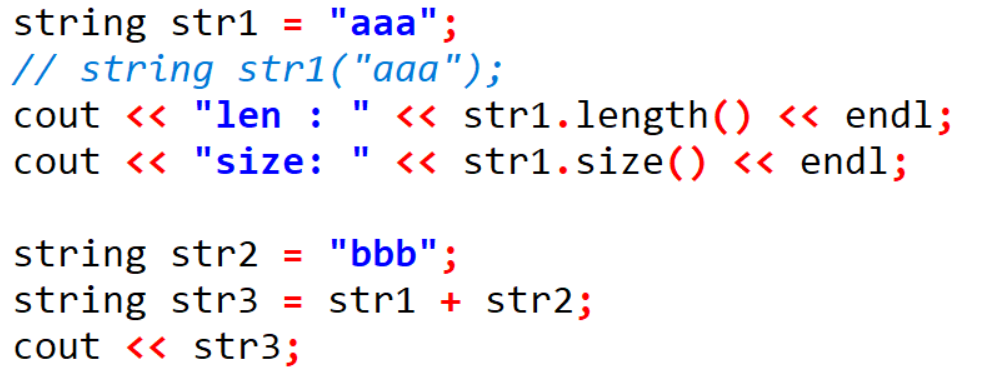 string str1 = "aaa";
// string str1("aaa");
cout << "len : " << str1.length() << endl;
cout << "size: " << str1.size() << endl;
string str2 = "bbb";
string str3 = str1 + str2;
cout << str3;